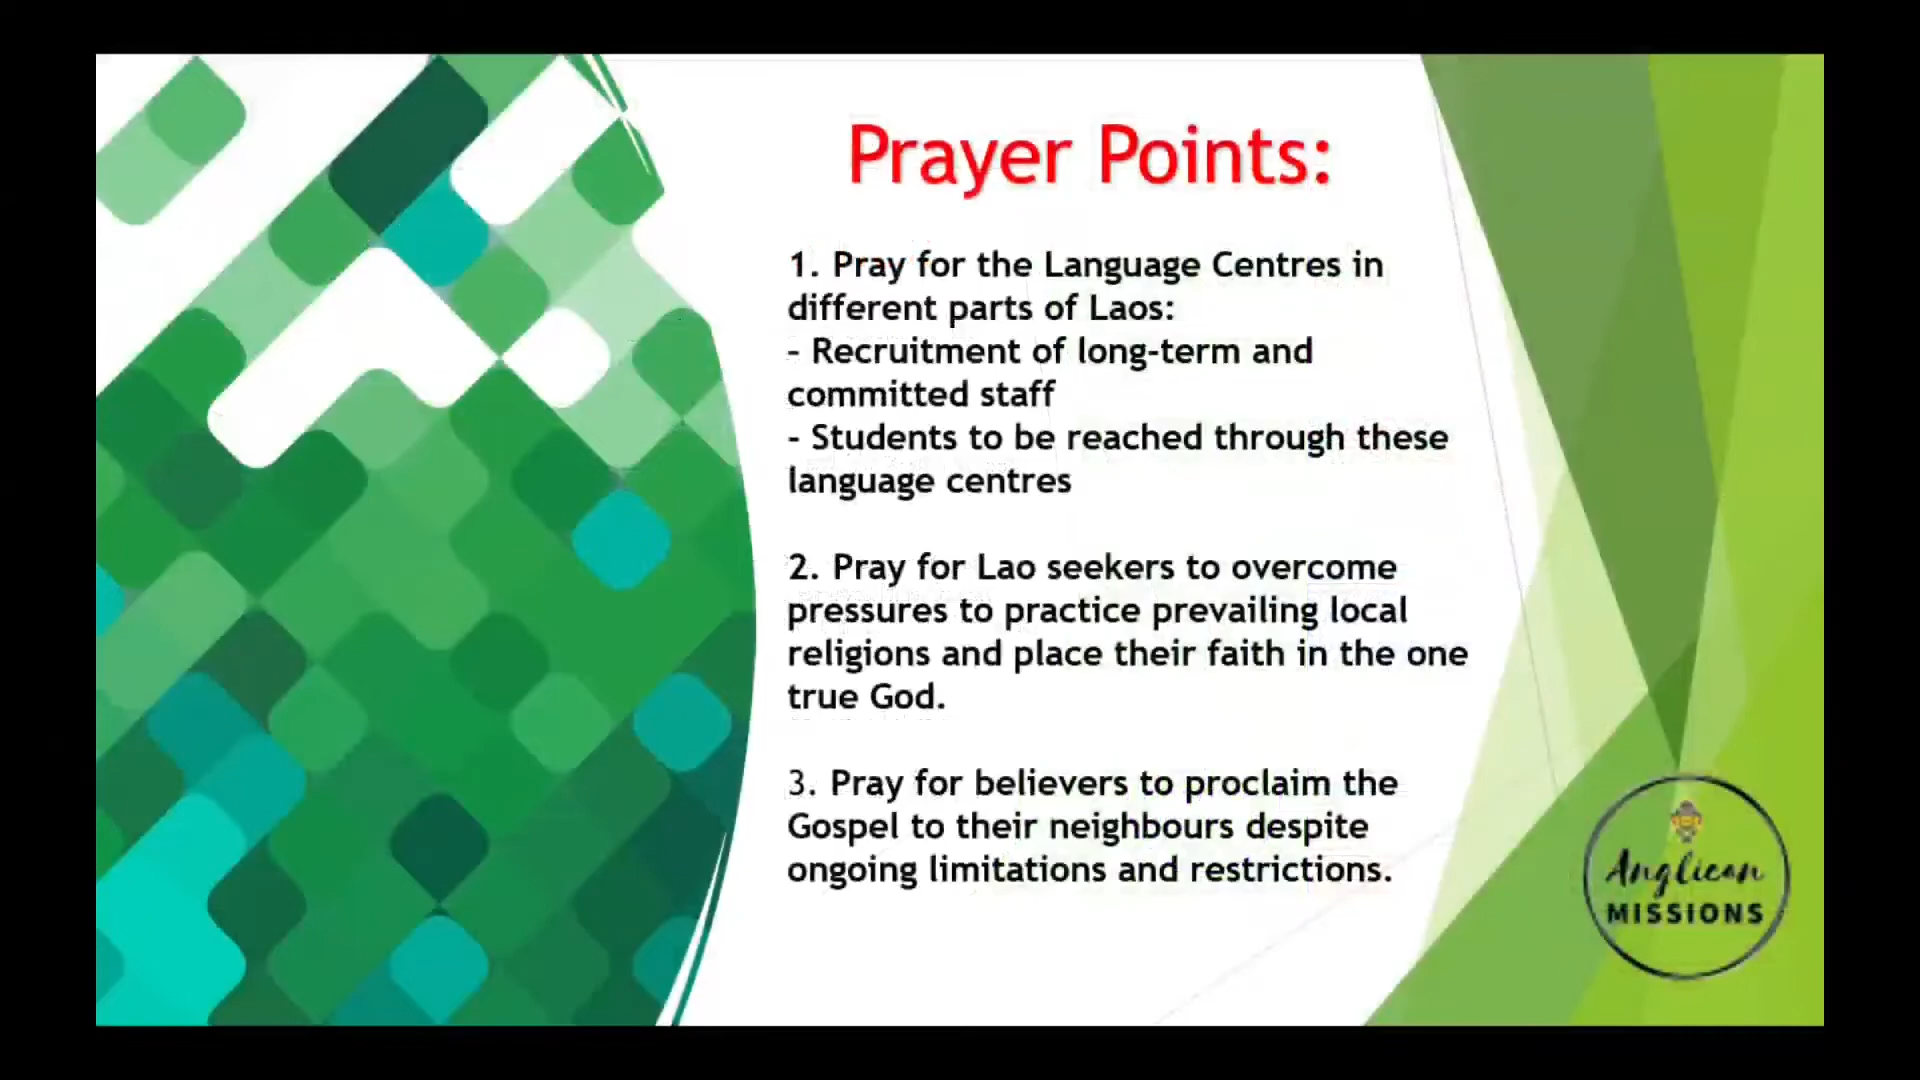 Prayer Points:
1. Pray for the Language Centres in
different parts of Laos:
- Recruitment of long-term and
committed staff
- Students to be reached through these
language centres
2. Pray for Lao seekers to overcome
pressures to practice prevailing local
religions and place their faith in the one
true God.
3. Pray for believers to proclaim the
Gospel to their neighbours despite
ongoing limitations and restrictions.
Anglican
MISSIONS